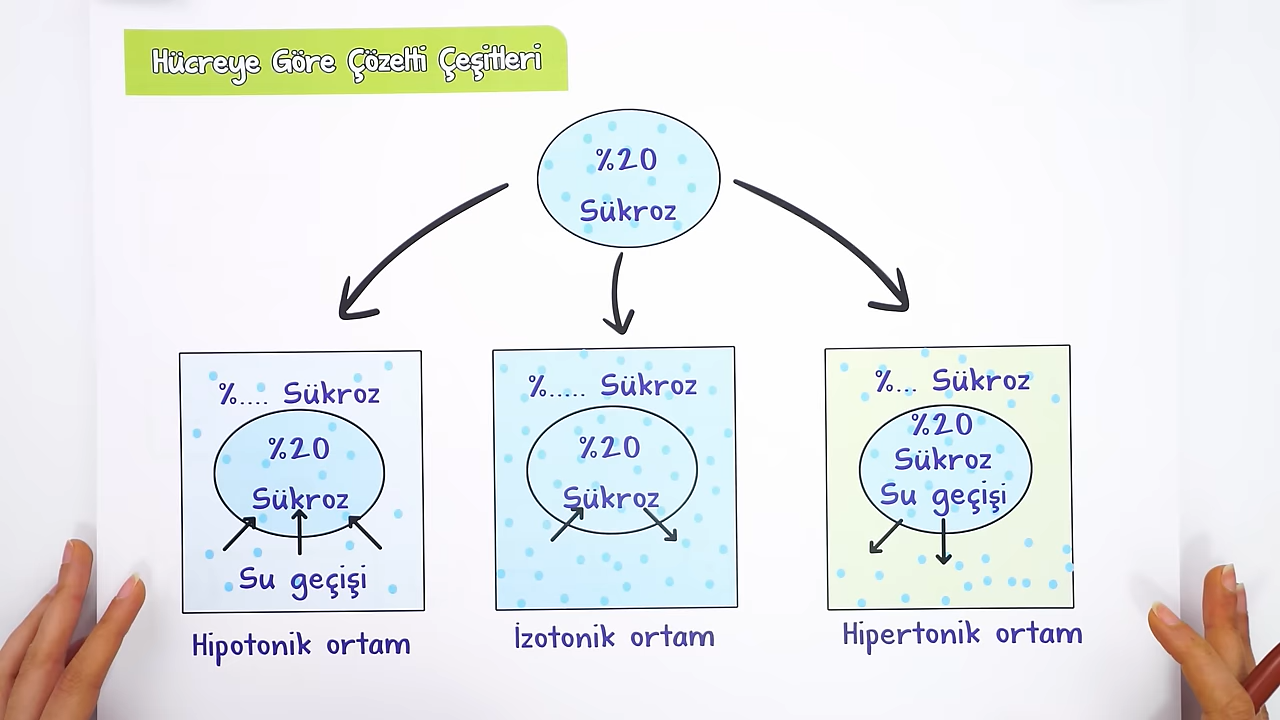 Hücreye Göre Çözelti Çeşitleri
%20
Sükroz
%.... Sükroz
%20
Sükroz
Su geçişi
Hipotonik ortam
%..... Sükroz
%20
Sükroz
İzotonik ortam
%... Sükroz
%20
Sükroz
Su geçişi
Hipertonik ortam